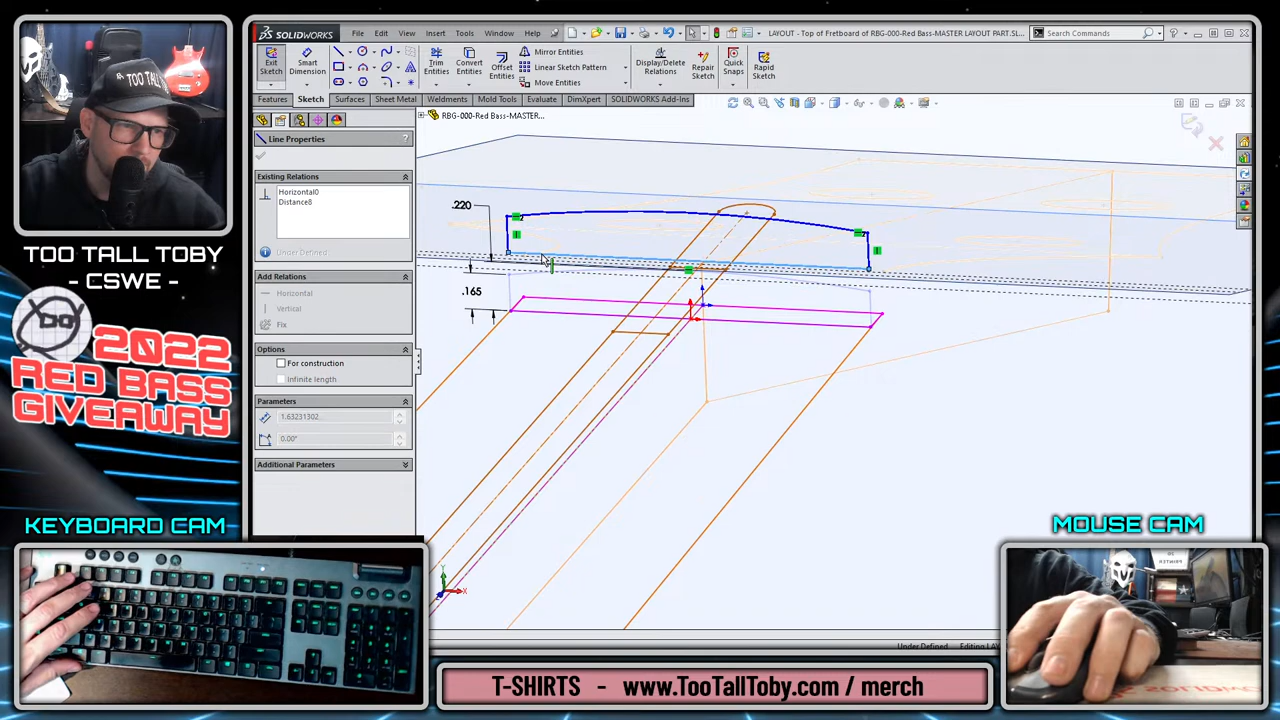 TOO TALL TOBY
- CSWE -
2022
RED BASS
GIVEAWAY
KEYBOARD CAM
SOLIDWORKS
File
Edit
View
Insert
Tools
Window
Help
LAYOUT - Top of Fretboard of RBG-000-Red Bass-MASTER LAYOUT PART.SL...
Search Commands
Exit
Sketch
Smart
Dimension
Trim
Entities
Convert
Entities
Offset
Entities
Mirror Entities
Linear Sketch Pattern
Move Entities
Display/Delete
Relations
Repair
Sketch
Quick
Snaps
Rapid
Sketch
Features
Sketch
Surfaces
Sheet Metal
Weldments
Mold Tools
Evaluate
DimXpert
SOLIDWORKS Add-Ins
RBG-000-Red Bass-MASTER...
Line Properties
?
Existing Relations
Horizontal0
Distance8
Under Defined
Add Relations
Horizontal
Vertical
Fix
Options
For construction
Infinite length
Parameters
1.63231302
0.00°
Additional Parameters
.220
.165
Y
X
Under Defined
MOUSE CAM
T-SHIRTS - www.TooTallToby.com / merch